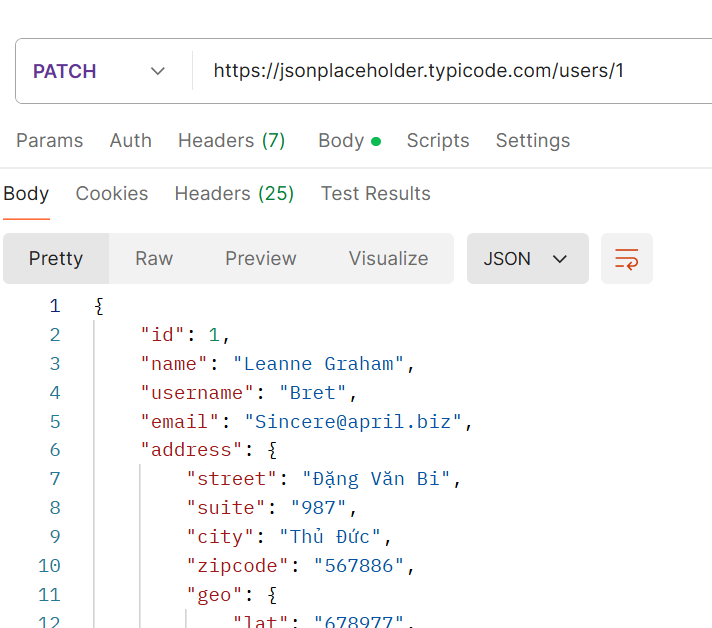 PATCH https://jsonplaceholder.typicode.com/users/1
Params Auth Headers (7) Body Scripts Settings
Body Cookies Headers (25) Test Results
Pretty Raw Preview Visualize JSON
1 {
2 "id": 1,
3 "name": "Leanne Graham",
4 "username": "Bret",
5 "email": "Sincere@april.biz",
6 "address": {
7 "street": "Đặng Văn Bi",
8 "suite": "987",
9 "city": "Thủ Đức",
10 "zipcode": "567886",
11 "geo": {
12 "lat": "678977",